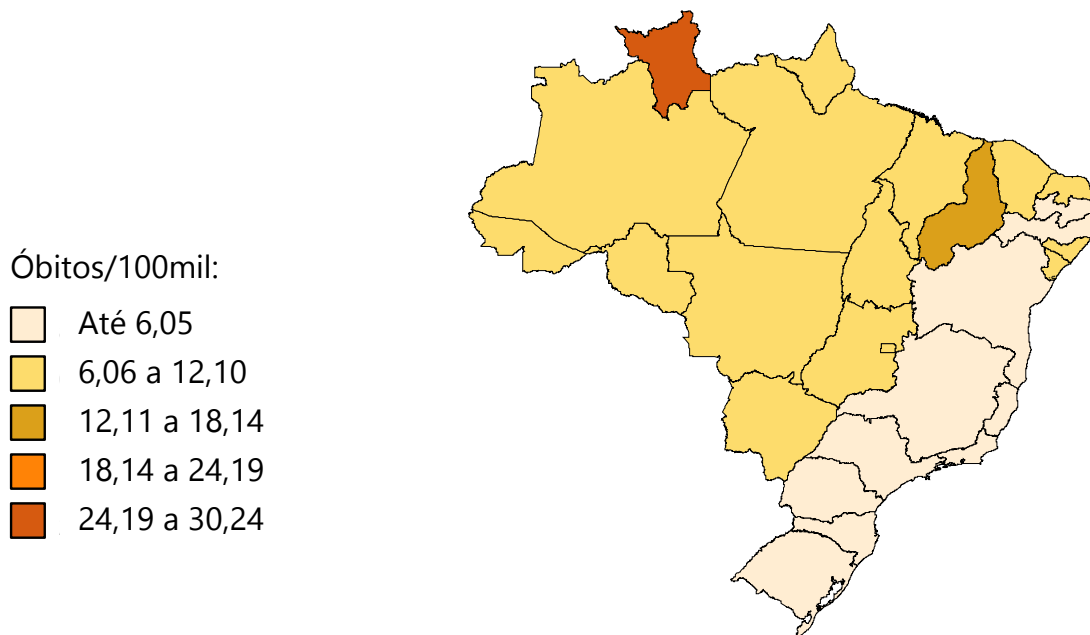 Óbitos/100mil:
Até 6,05
6,06 a 12,10
12,11 a 18,14
18,14 a 24,19
24,19 a 30,24